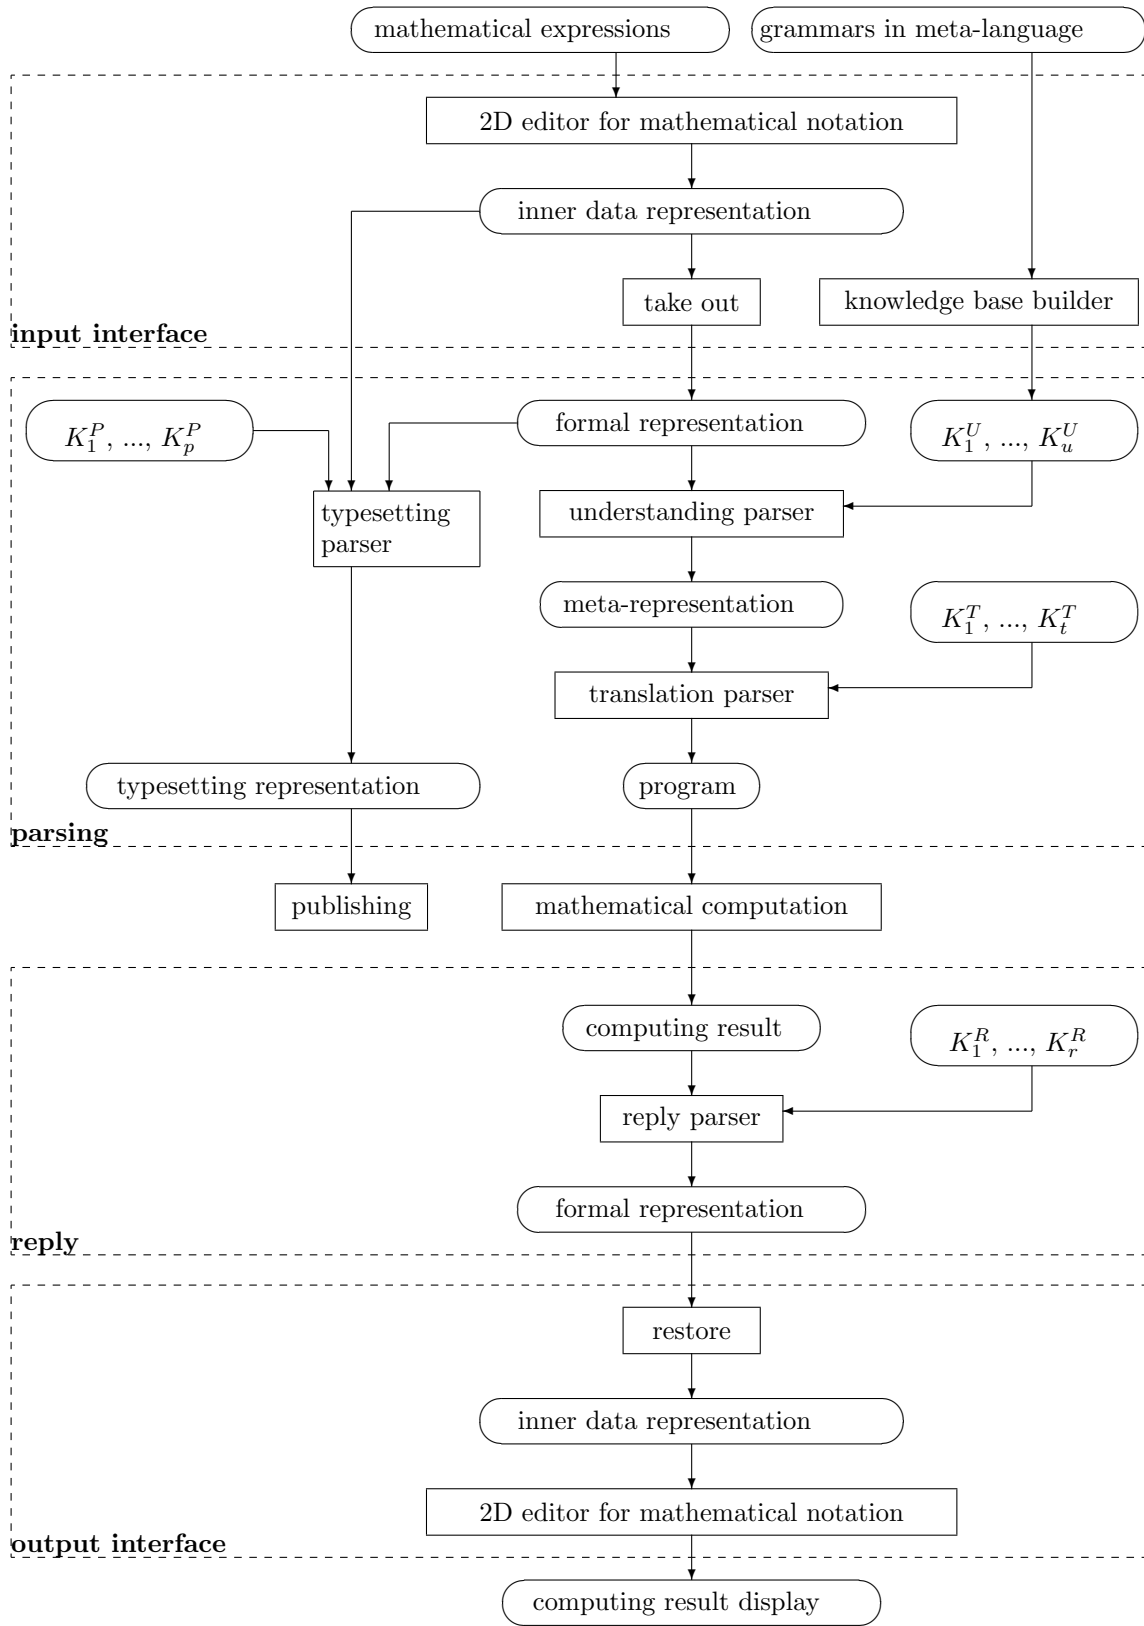 mathematical expressions
grammars in meta-language
2D editor for mathematical notation
inner data representation
take out
knowledge base builder
input interface
formal representation
K_1^P, ..., K_p^P
K_1^U, ..., K_u^U
typesetting
parser
understanding parser
meta-representation
K_1^T, ..., K_t^T
translation parser
typesetting representation
program
parsing
publishing
mathematical computation
computing result
K_1^R, ..., K_r^R
reply parser
formal representation
reply
restore
inner data representation
2D editor for mathematical notation
output interface
computing result display